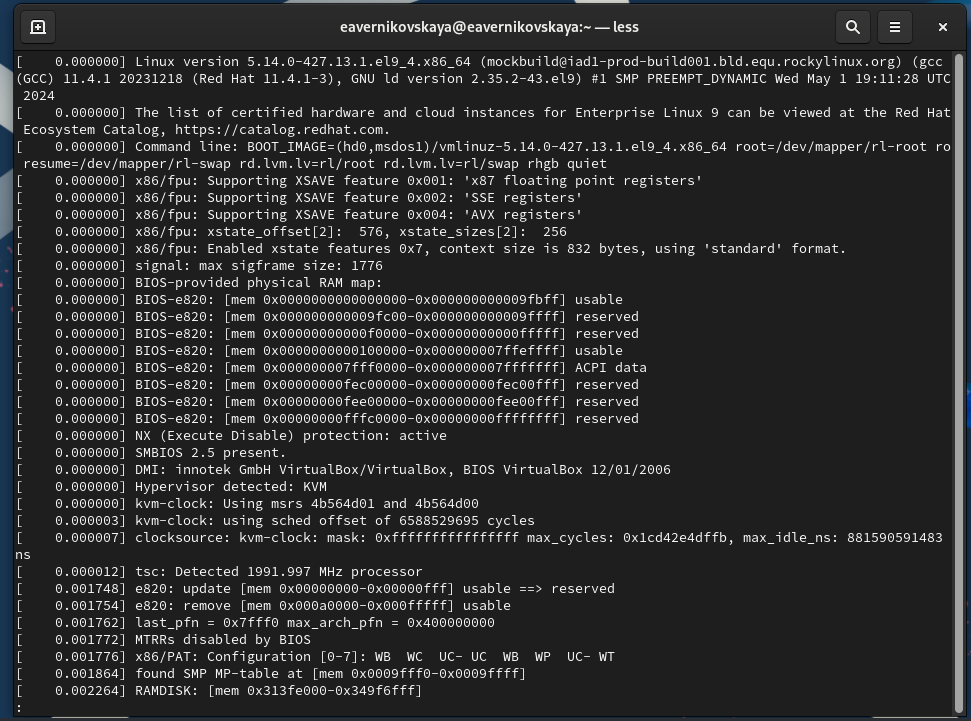 eavernikovskaya@eavernikovskaya:~ — less
[    0.000000] Linux version 5.14.0-427.13.1.el9_4.x86_64 (mockbuild@iad1-prod-build001.bld.equ.rockylinux.org) (gcc
(GCC) 11.4.1 20231218 (Red Hat 11.4.1-3), GNU ld version 2.35.2-43.el9) #1 SMP PREEMPT_DYNAMIC Wed May 1 19:11:28 UTC
 2024
[    0.000000] The list of certified hardware and cloud instances for Enterprise Linux 9 can be viewed at the Red Hat
 Ecosystem Catalog, https://catalog.redhat.com.
[    0.000000] Command line: BOOT_IMAGE=(hd0,msdos1)/vmlinuz-5.14.0-427.13.1.el9_4.x86_64 root=/dev/mapper/rl-root ro
 resume=/dev/mapper/rl-swap rd.lvm.lv=rl/root rd.lvm.lv=rl/swap rhgb quiet
[    0.000000] x86/fpu: Supporting XSAVE feature 0x001: 'x87 floating point registers'
[    0.000000] x86/fpu: Supporting XSAVE feature 0x002: 'SSE registers'
[    0.000000] x86/fpu: Supporting XSAVE feature 0x004: 'AVX registers'
[    0.000000] x86/fpu: xstate_offset[2]:  576, xstate_sizes[2]:  256
[    0.000000] x86/fpu: Enabled xstate features 0x7, context size is 832 bytes, using 'standard' format.
[    0.000000] signal: max sigframe size: 1776
[    0.000000] BIOS-provided physical RAM map:
[    0.000000] BIOS-e820: [mem 0x0000000000000000-0x000000000009fbff] usable
[    0.000000] BIOS-e820: [mem 0x000000000009fc00-0x000000000009ffff] reserved
[    0.000000] BIOS-e820: [mem 0x00000000000f0000-0x00000000000fffff] reserved
[    0.000000] BIOS-e820: [mem 0x0000000000100000-0x000000007ffeffff] usable
[    0.000000] BIOS-e820: [mem 0x000000007fff0000-0x000000007fffffff] ACPI data
[    0.000000] BIOS-e820: [mem 0x00000000fec00000-0x00000000fec00fff] reserved
[    0.000000] BIOS-e820: [mem 0x00000000fee00000-0x00000000fee00fff] reserved
[    0.000000] BIOS-e820: [mem 0x00000000fffc0000-0x00000000ffffffff] reserved
[    0.000000] NX (Execute Disable) protection: active
[    0.000000] SMBIOS 2.5 present.
[    0.000000] DMI: innotek GmbH VirtualBox/VirtualBox, BIOS VirtualBox 12/01/2006
[    0.000000] Hypervisor detected: KVM
[    0.000000] kvm-clock: Using msrs 4b564d01 and 4b564d00
[    0.000003] kvm-clock: using sched offset of 6588529695 cycles
[    0.000007] clocksource: kvm-clock: mask: 0xffffffffffffffff max_cycles: 0x1cd42e4dffb, max_idle_ns: 881590591483
ns
[    0.000012] tsc: Detected 1991.997 MHz processor
[    0.001748] e820: update [mem 0x00000000-0x00000fff] usable ==> reserved
[    0.001754] e820: remove [mem 0x000a0000-0x000fffff] usable
[    0.001762] last_pfn = 0x7fff0 max_arch_pfn = 0x400000000
[    0.001772] MTRRs disabled by BIOS
[    0.001776] x86/PAT: Configuration [0-7]: WB  WC  UC- UC  WB  WP  UC- WT
[    0.001864] found SMP MP-table at [mem 0x0009fff0-0x0009ffff]
[    0.002264] RAMDISK: [mem 0x313fe000-0x349f6fff]
: